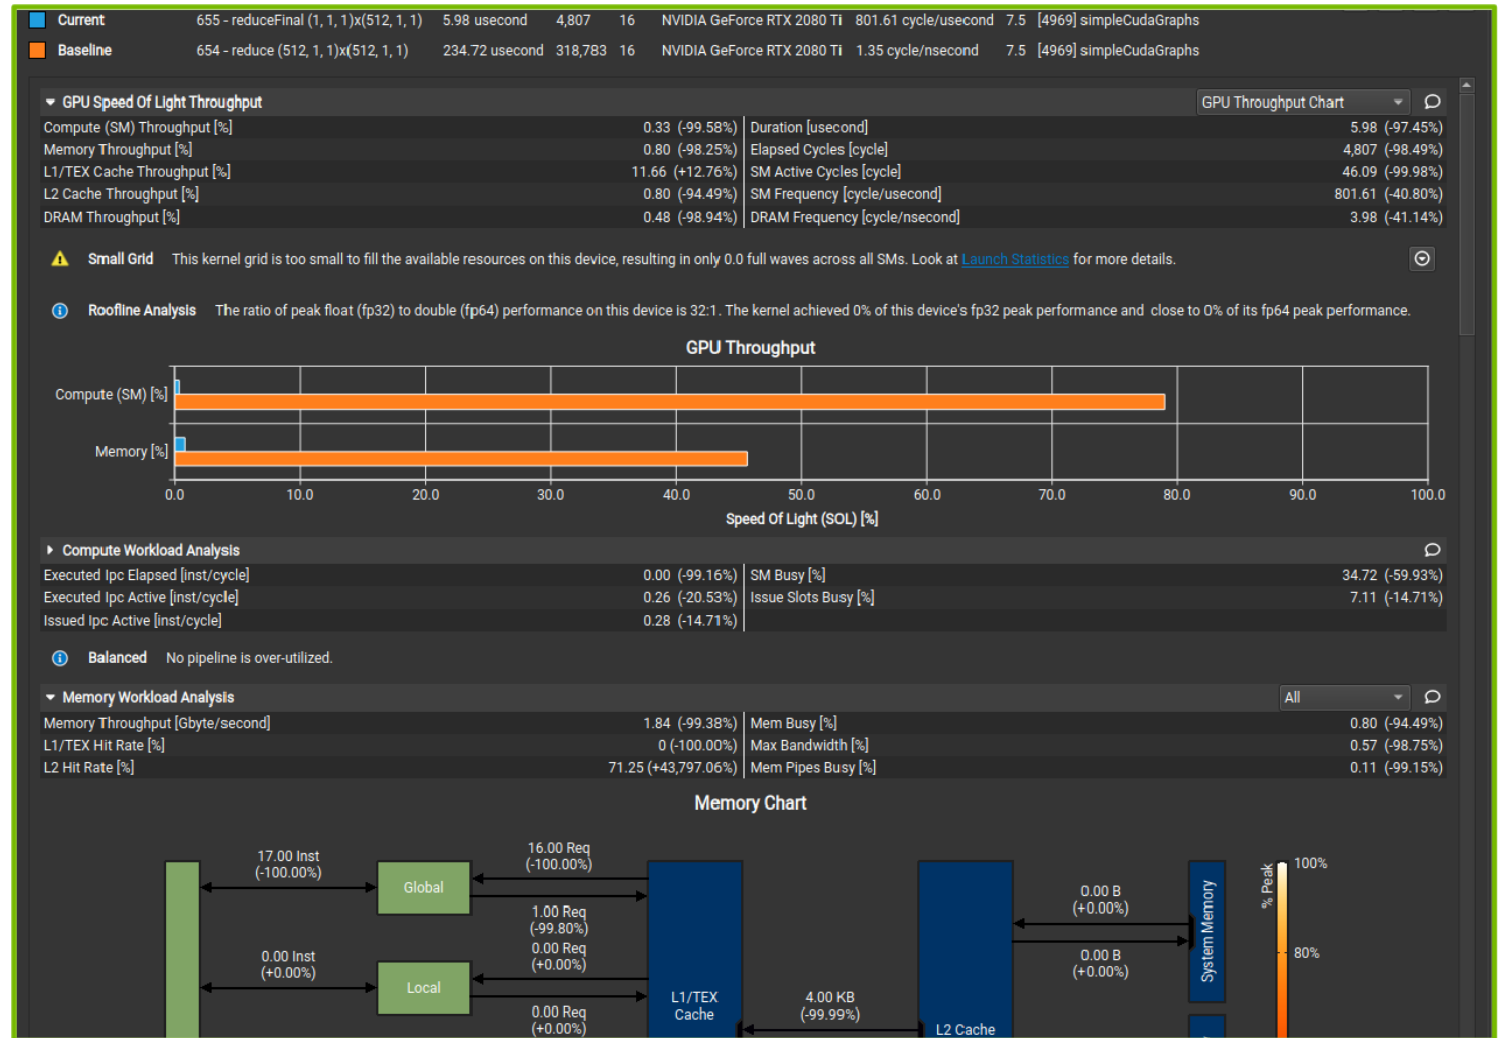 Current 655 - reduceFinal (1, 1, 1)x(512, 1, 1) 5.98 usecond 4,807 16 NVIDIA GeForce RTX 2080 Ti 801.61 cycle/usecond 7.5 [4969] simpleCudaGraphs
Baseline 654 - reduce (512, 1, 1)x(512, 1, 1) 234.72 usecond 318,783 16 NVIDIA GeForce RTX 2080 Ti 1.35 cycle/nsecond 7.5 [4969] simpleCudaGraphs
GPU Speed Of Light Throughput GPU Throughput Chart
Compute (SM) Throughput [%] 0.33 (-99.58%) Duration [usecond] 5.98 (-97.45%)
Memory Throughput [%] 0.80 (-98.25%) Elapsed Cycles [cycle] 4,807 (-98.49%)
L1/TEX Cache Throughput [%] 11.66 (+12.76%) SM Active Cycles [cycle] 46.09 (-99.98%)
L2 Cache Throughput [%] 0.80 (-94.49%) SM Frequency [cycle/usecond] 801.61 (-40.80%)
DRAM Throughput [%] 0.48 (-98.94%) DRAM Frequency [cycle/nsecond] 3.98 (-41.14%)
Small Grid This kernel grid is too small to fill the available resources on this device, resulting in only 0.0 full waves across all SMs. Look at Launch Statistics for more details.
Roofline Analysis The ratio of peak float (fp32) to double (fp64) performance on this device is 32:1. The kernel achieved 0% of this device's fp32 peak performance and close to 0% of its fp64 peak performance.
GPU Throughput
Compute (SM) [%]
Memory [%]
0.0 10.0 20.0 30.0 40.0 50.0 60.0 70.0 80.0 90.0 100.0
Speed Of Light (SOL) [%]
Compute Workload Analysis
Executed Ipc Elapsed [inst/cycle] 0.00 (-99.16%) SM Busy [%] 34.72 (-59.93%)
Executed Ipc Active [inst/cycle] 0.26 (-20.53%) Issue Slots Busy [%] 7.11 (-14.71%)
Issued Ipc Active [inst/cycle] 0.28 (-14.71%)
Balanced No pipeline is over-utilized.
Memory Workload Analysis All
Memory Throughput [Gbyte/second] 1.84 (-99.38%) Mem Busy [%] 0.80 (-94.49%)
L1/TEX Hit Rate [%] 0 (-100.00%) Max Bandwidth [%] 0.57 (-98.75%)
L2 Hit Rate [%] 71.25 (+43,797.06%) Mem Pipes Busy [%] 0.11 (-99.15%)
Memory Chart
17.00 Inst
(-100.00%)
Global
16.00 Req
(-100.00%)
1.00 Req
(-99.80%)
0.00 Inst
(+0.00%)
Local
0.00 Req
(+0.00%)
0.00 Req
(+0.00%)
L1/TEX
Cache
4.00 KB
(-99.99%)
L2 Cache
0.00 B
(+0.00%)
0.00 B
(+0.00%)
System Memory
% Peak
100%
80%